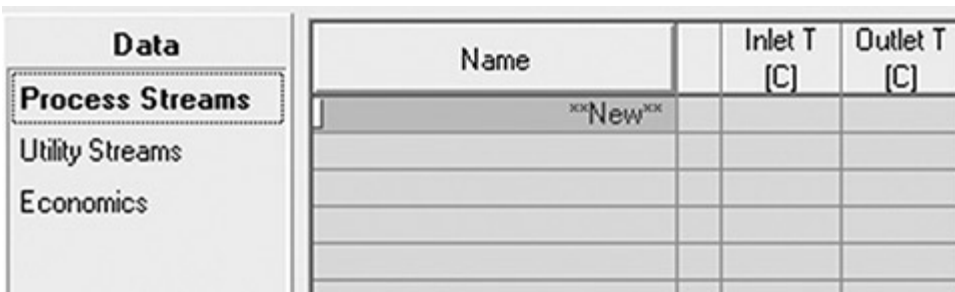 Data
Process Streams
Utility Streams
Economics
Name
Inlet T
[C]
Outlet T
[C]
**New**